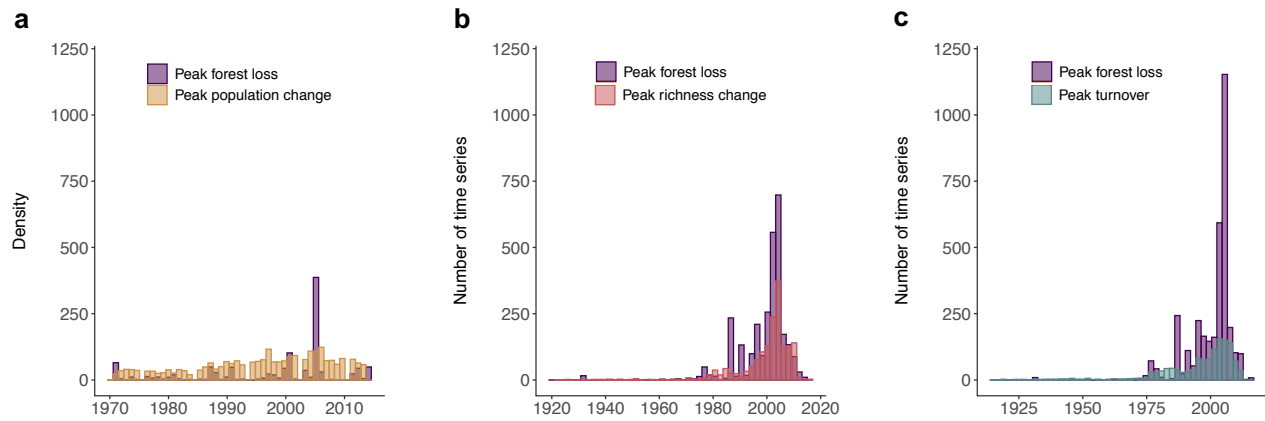 a
1250
1000
750
500
250
0
Density
Peak forest loss
Peak population change
1970 1980 1990 2000 2010
b
1250
1000
750
500
250
0
Number of time series
Peak forest loss
Peak richness change
1920 1940 1960 1980 2000 2020
c
1250
1000
750
500
250
0
Number of time series
Peak forest loss
Peak turnover
1925 1950 1975 2000